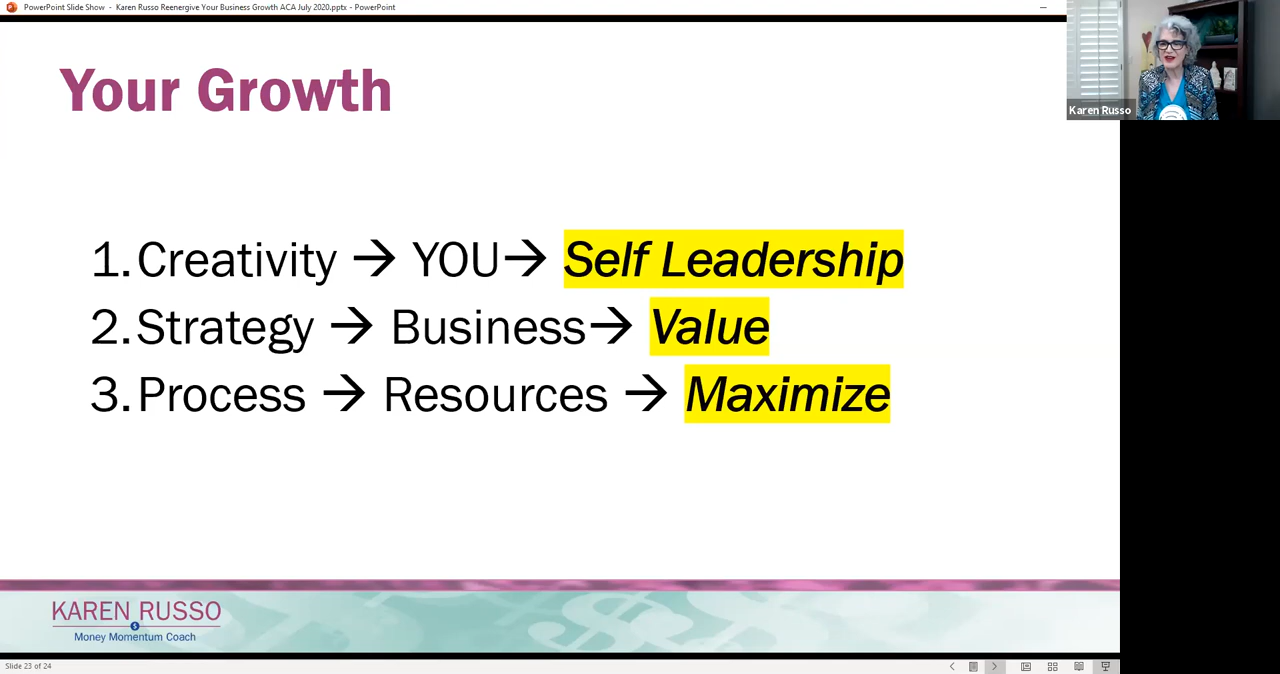 PowerPoint Slide Show - Karen Russo Reenergive Your Business Growth ACA July 2020.pptx - PowerPoint
Karen Russo
Your Growth
1. Creativity → YOU→ Self Leadership
2. Strategy → Business→ Value
3. Process → Resources → Maximize
KAREN RUSSO
$
Money Momentum Coach
Slide 23 of 24